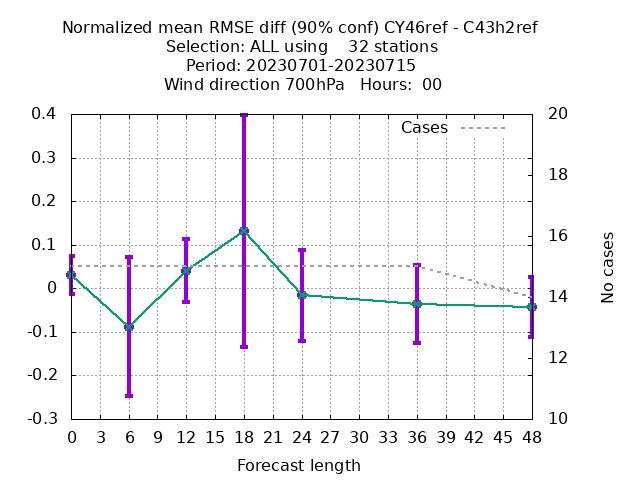 Normalized mean RMSE diff (90% conf) CY46ref - C43h2ref
Selection: ALL using    32 stations
Period: 20230701-20230715
Wind direction 700hPa   Hours:  00
0.4
0.3
0.2
0.1
0
-0.1
-0.2
-0.3
Cases
20
18
16
14
12
10
No cases
0 3 6 9 12 15 18 21 24 27 30 33 36 39 42 45 48
Forecast length